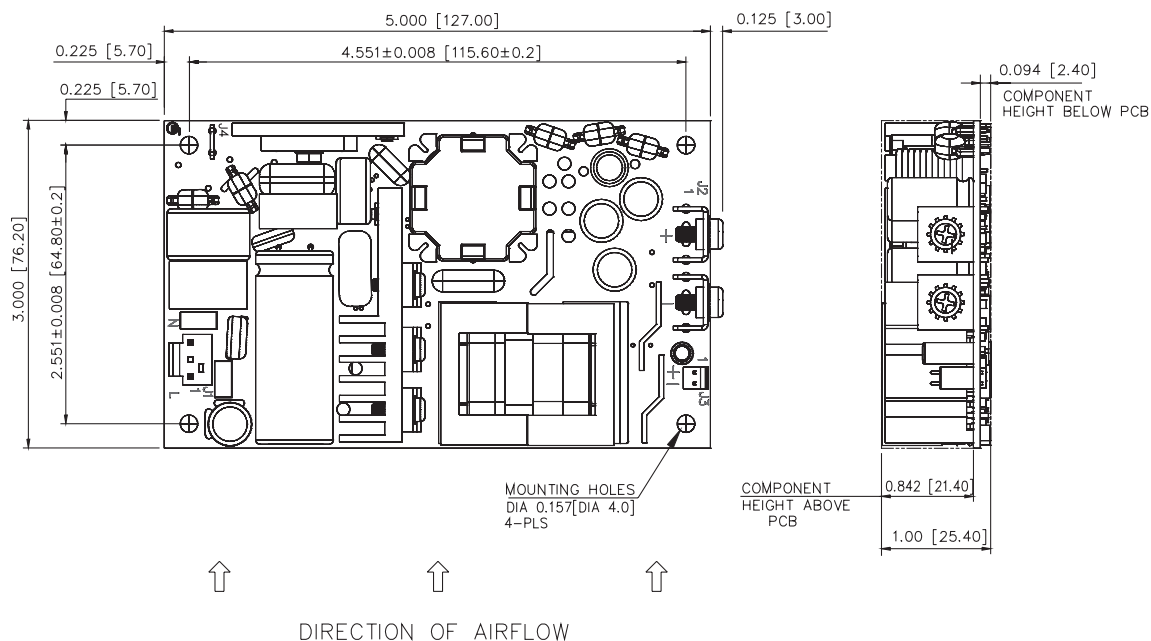 5.000 [127.00]
0.125 [3.00]
0.225 [5.70]
4.551±0.008 [115.60±0.2]
0.225 [5.70]
0.094 [2.40]
COMPONENT
HEIGHT BELOW PCB
J4
J2
1
+
3.000 [76.20]
2.551±0.008 [64.80±0.2]
N
L
1
J1
1
+
J3
MOUNTING HOLES
DIA 0.157[DIA 4.0]
4-PLS
COMPONENT
HEIGHT ABOVE
PCB
0.842 [21.40]
1.00 [25.40]
DIRECTION OF AIRFLOW